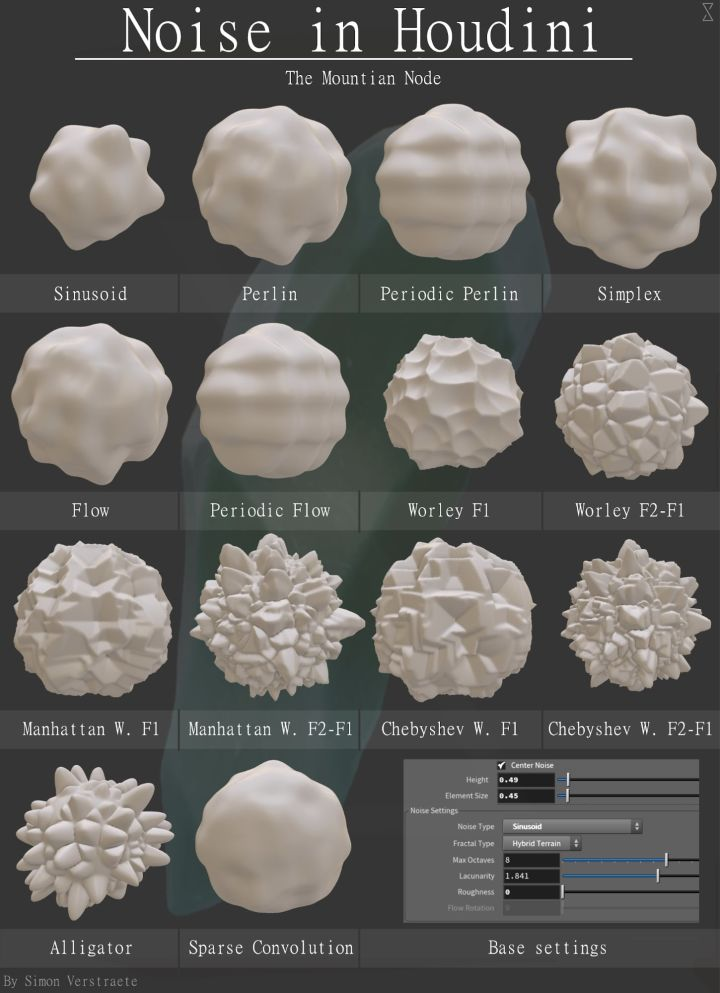 Noise in Houdini
The Mountian Node
Sinusoid
Perlin
Periodic Perlin
Simplex
Flow
Periodic Flow
Worley F1
Worley F2-F1
Manhattan W. F1
Manhattan W. F2-F1
Chebyshev W. F1
Chebyshev W. F2-F1
Center Noise
Height 0.49
Element Size 0.45
Noise Settings
Noise Type Sinusoid
Fractal Type Hybrid Terrain
Max Octaves 8
Lacunarity 1.841
Roughness 0
Flow Rotation 0
Alligator
Sparse Convolution
Base settings
By Simon Verstraete